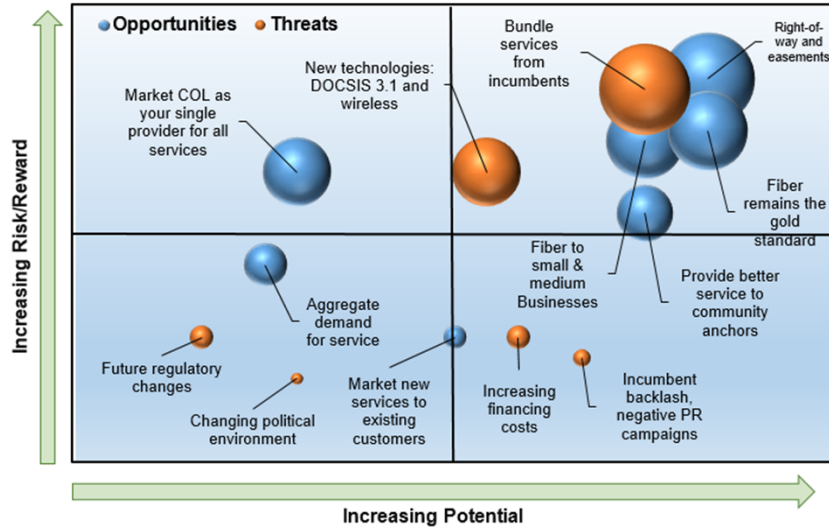 Opportunities
Threats
Bundle
services
from
incumbents
Right-of-
way and
easements
New technologies:
DOCSIS 3.1 and
wireless
Market COL as
your single
provider for all
services
Fiber
remains the
gold
standard
Fiber to
small &
medium
Businesses
Provide better
service to
community
anchors
Aggregate
demand
for service
Future regulatory
changes
Changing political
environment
Market new
services to
existing
customers
Increasing
financing
costs
Incumbent
backlash,
negative PR
campaigns
Increasing Risk/Reward
Increasing Potential